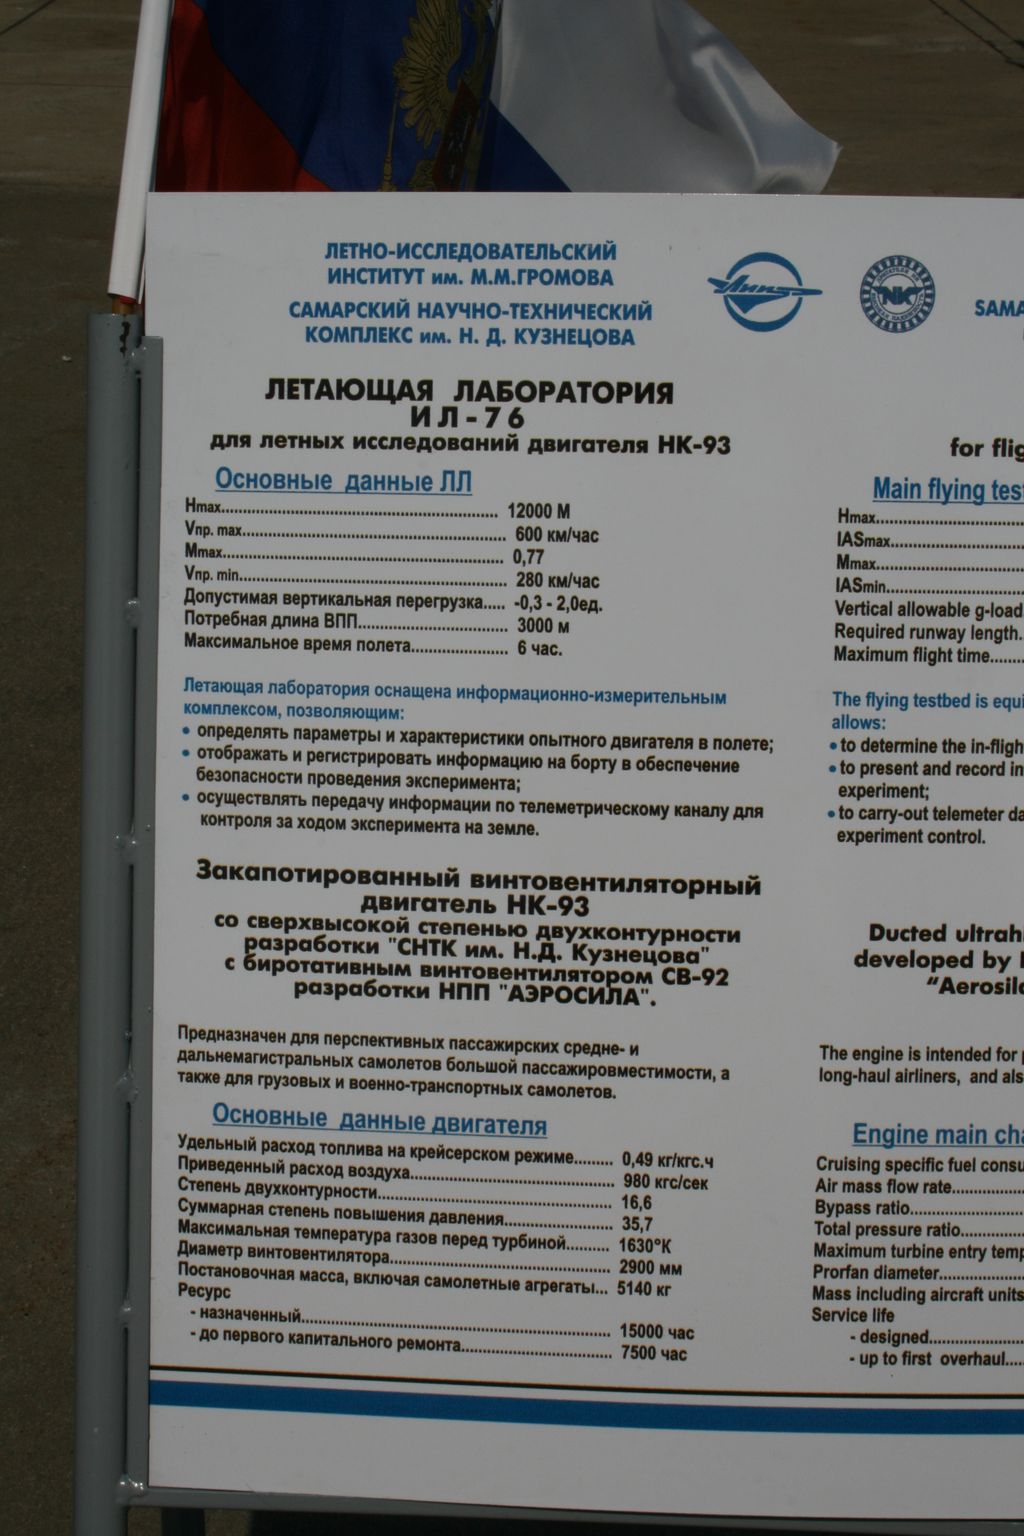 ЛЕТНО-ИССЛЕДОВАТЕЛЬСКИЙ
ИНСТИТУТ им. М.М.ГРОМОВА
САМАРСКИЙ НАУЧНО-ТЕХНИЧЕСКИЙ
КОМПЛЕКС им. Н. Д. КУЗНЕЦОВА
ЛИИ
NK
SAMA
ЛЕТАЮЩАЯ ЛАБОРАТОРИЯ
ИЛ-76
для летных исследований двигателя НК-93
Основные данные ЛЛ
Hmax.......... 12000 М
Vпр. max.......... 600 км/час
Mmax.......... 0,77
Vпр. min.......... 280 км/час
Допустимая вертикальная перегрузка..... -0,3 - 2,0ед.
Потребная длина ВПП.......... 3000 м
Максимальное время полета.......... 6 час.
Летающая лаборатория оснащена информационно-измерительным
комплексом, позволяющим:
• определять параметры и характеристики опытного двигателя в полете;
• отображать и регистрировать информацию на борту в обеспечение
безопасности проведения эксперимента;
• осуществлять передачу информации по телеметрическому каналу для
контроля за ходом эксперимента на земле.
Закапотированный винтовентиляторный
двигатель НК-93
со сверхвысокой степенью двухконтурности
разработки "СНТК им. Н.Д. Кузнецова"
с биротативным винтовентилятором СВ-92
разработки НПП "АЭРОСИЛА".
Предназначен для перспективных пассажирских средне- и
дальнемагистральных самолетов большой пассажировместимости, а
также для грузовых и военно-транспортных самолетов.
Основные данные двигателя
Удельный расход топлива на крейсерском режиме......... 0,49 кг/кгс.ч
Приведенный расход воздуха.......... 980 кгс/сек
Степень двухконтурности.......... 16,6
Суммарная степень повышения давления.......... 35,7
Максимальная температура газов перед турбиной.......... 1630°К
Диаметр винтовентилятора.......... 2900 мм
Постановочная масса, включая самолетные агрегаты... 5140 кг
Ресурс
- назначенный.......... 15000 час
- до первого капитального ремонта.......... 7500 час
for flig
Main flying test
Hmax..........
IASmax..........
Mmax..........
IASmin..........
Vertical allowable g-load
Required runway length..
Maximum flight time.......
The flying testbed is equi
allows:
• to determine the in-fligh
• to present and record in
experiment;
• to carry-out telemeter da
experiment control.
Ducted ultrahi
developed by
“Aerosila
The engine is intended for p
long-haul airliners, and als
Engine main cha
Cruising specific fuel consu
Air mass flow rate..........
Bypass ratio..........
Total pressure ratio..........
Maximum turbine entry temp
Prorfan diameter..........
Mass including aircraft units
Service life
- designed..........
- up to first overhaul.....